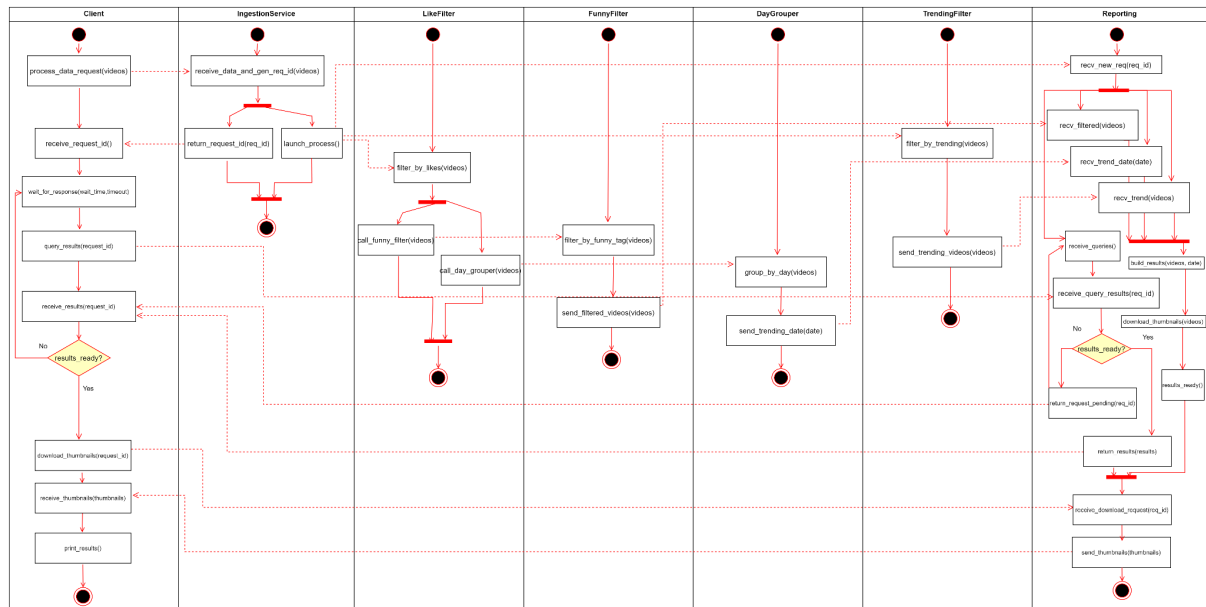 Client
IngestionService
LikeFilter
FunnyFilter
DayGrouper
TrendingFilter
Reporting
process_data_request(videos)
receive_request_id()
wait_for_response(wait_time,timeout)
query_results(request_id)
receive_results(request_id)
No
results_ready?
Yes
download_thumbnails(request_id)
receive_thumbnails(thumbnails)
print_results()
receive_data_and_gen_req_id(videos)
return_request_id(req_id)
launch_process()
filter_by_likes(videos)
call_funny_filter(videos)
call_day_grouper(videos)
filter_by_funny_tag(videos)
send_filtered_videos(videos)
group_by_day(videos)
send_trending_date(date)
filter_by_trending(videos)
send_trending_videos(videos)
recv_new_req(req_id)
recv_filtered(videos)
recv_trend_date(date)
recv_trend(videos)
receive_queries()
build_results(videos, date)
receive_query_results(req_id)
download_thumbnails(videos)
No
Yes
results_ready?
results_ready()
return_request_pending(req_id)
return_results(results)
receive_download_request(req_id)
send_thumbnails(thumbnails)